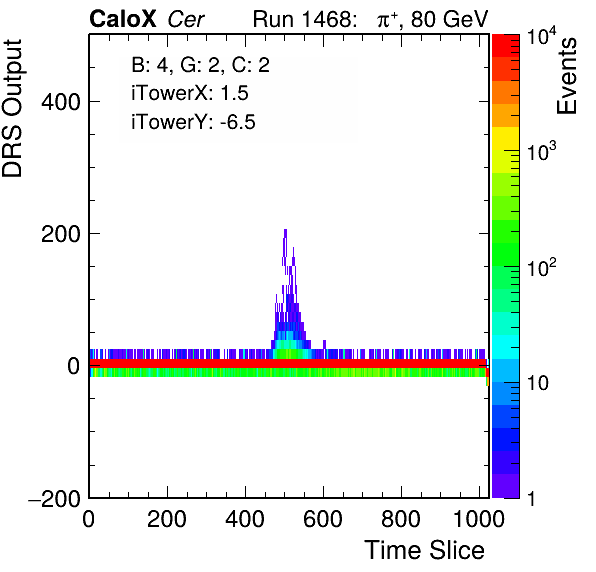 CaloX Cer Run 1468: π⁺, 80 GeV
B: 4, G: 2, C: 2
iTowerX: 1.5
iTowerY: -6.5
DRS Output
400
200
0
−200
0 200 400 600 800 1000
Time Slice
Events
10⁴
10³
10²
10
1